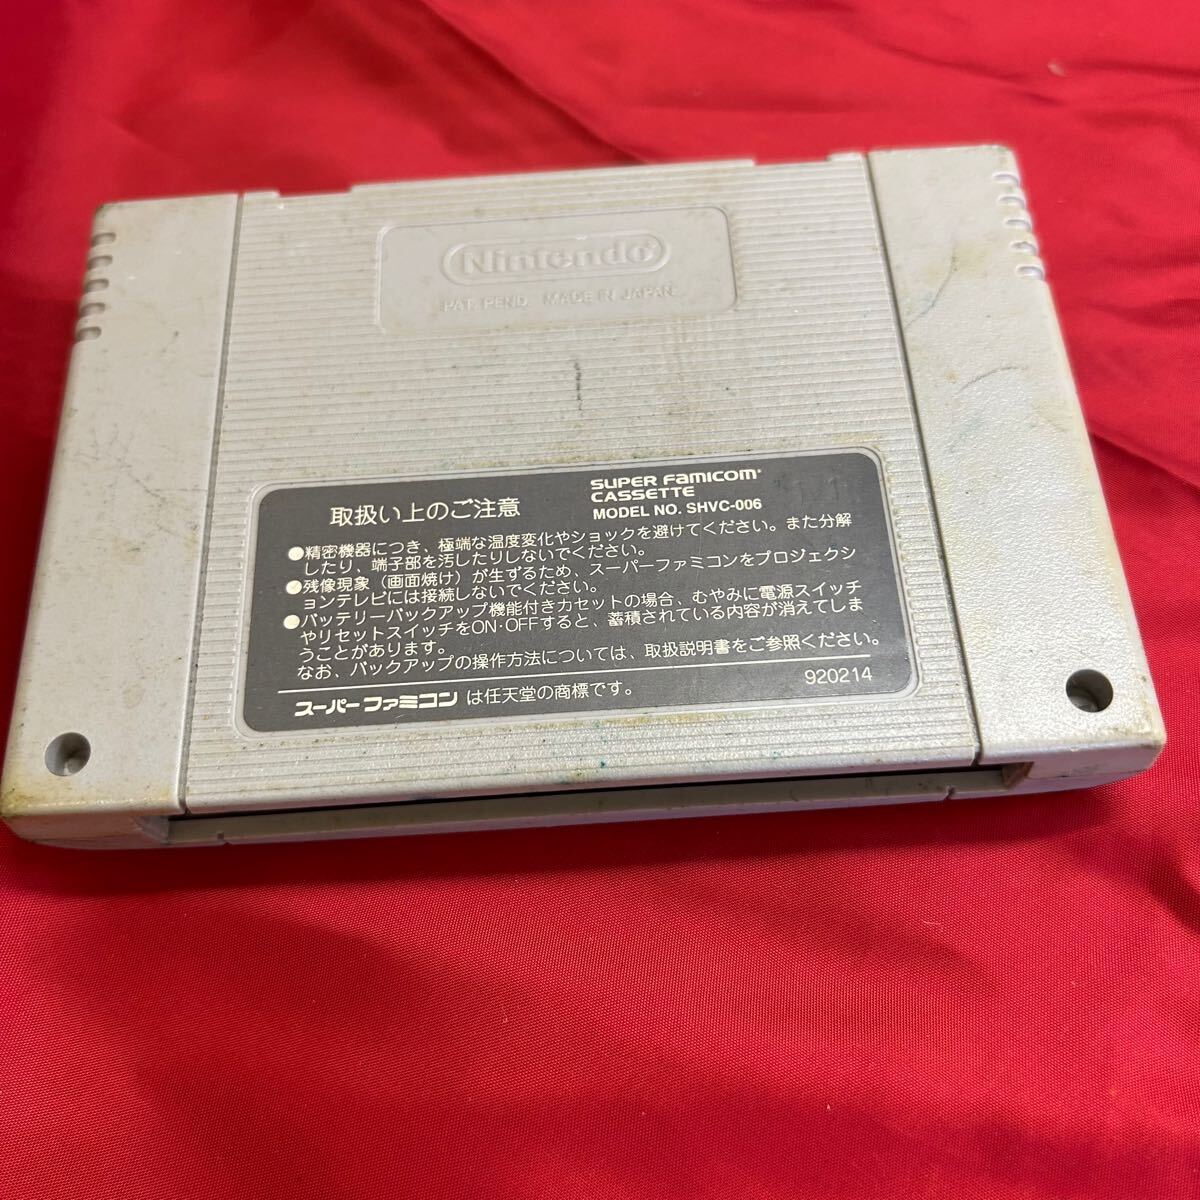 Nintendo
PAT. PEND. MADE IN JAPAN
取扱い上のご注意
SUPER FAMICOM
CASSETTE
MODEL NO. SHVC-006
●精密機器につき、極端な温度変化やショックを避けてください。また分解
したり、端子部を汚したりしないでください。
●残像現象（画面焼け）が生ずるため、スーパーファミコンをプロジェクシ
ョンテレビには接続しないでください。
●バッテリーバックアップ機能付きカセットの場合、むやみに電源スイッチ
やリセットスイッチをON·OFFすると、蓄積されている内容が消えてしま
うことがあります。
なお、バックアップの操作方法については、取扱説明書をご参照ください。
スーパーファミコンは任天堂の商標です。
920214